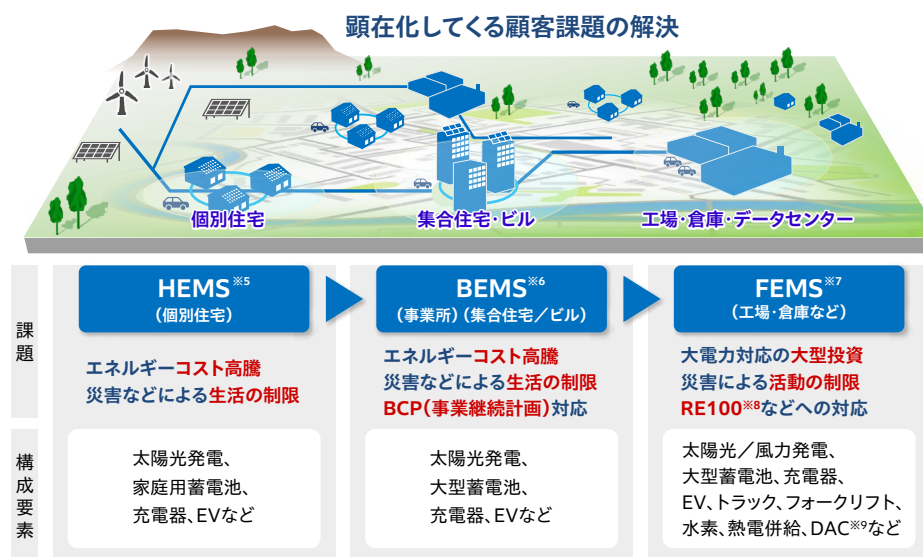 顕在化してくる顧客課題の解決
個別住宅
集合住宅・ビル
工場・倉庫・データセンター
課題
HEMS※5
（個別住宅）
エネルギーコスト高騰
災害などによる生活の制限
BEMS※6
（事業所）（集合住宅／ビル）
エネルギーコスト高騰
災害などによる生活の制限
BCP（事業継続計画）対応
FEMS※7
（工場・倉庫など）
大電力対応の大型投資
災害による活動の制限
RE100※8などへの対応
構成要素
太陽光発電、
家庭用蓄電池、
充電器、EVなど
太陽光発電、
大型蓄電池、
充電器、EVなど
太陽光／風力発電、
大型蓄電池、充電器、
EV、トラック、フォークリフト、
水素、熱電併給、DAC※9など